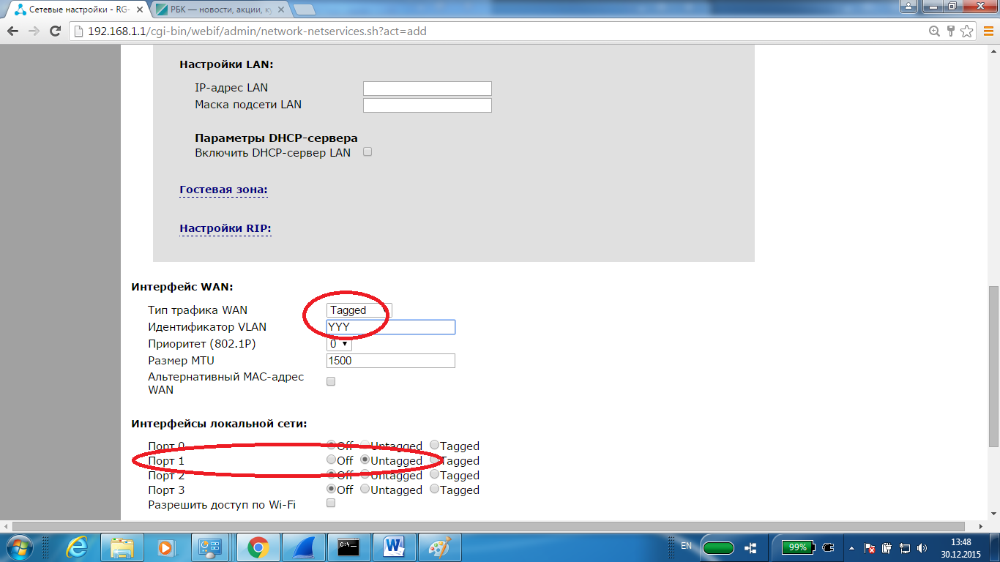 Сетевые настройки - RG-
РБК — новости, акции, ку
192.168.1.1/cgi-bin/webif/admin/network-netservices.sh?act=add
Настройки LAN:
IP-адрес LAN
Маска подсети LAN
Параметры DHCP-сервера
Включить DHCP-сервер LAN
Гостевая зона:
Настройки RIP:
Интерфейс WAN:
Тип трафика WAN Tagged
Идентификатор VLAN YYY
Приоритет (802.1P) 0
Размер MTU 1500
Альтернативный MAC-адрес
WAN
Интерфейсы локальной сети:
Порт 0 Off Untagged Tagged
Порт 1 Off Untagged Tagged
Порт 2 Off Untagged Tagged
Порт 3 Off Untagged Tagged
Разрешить доступ по Wi-Fi
EN 99% 13:48
30.12.2015